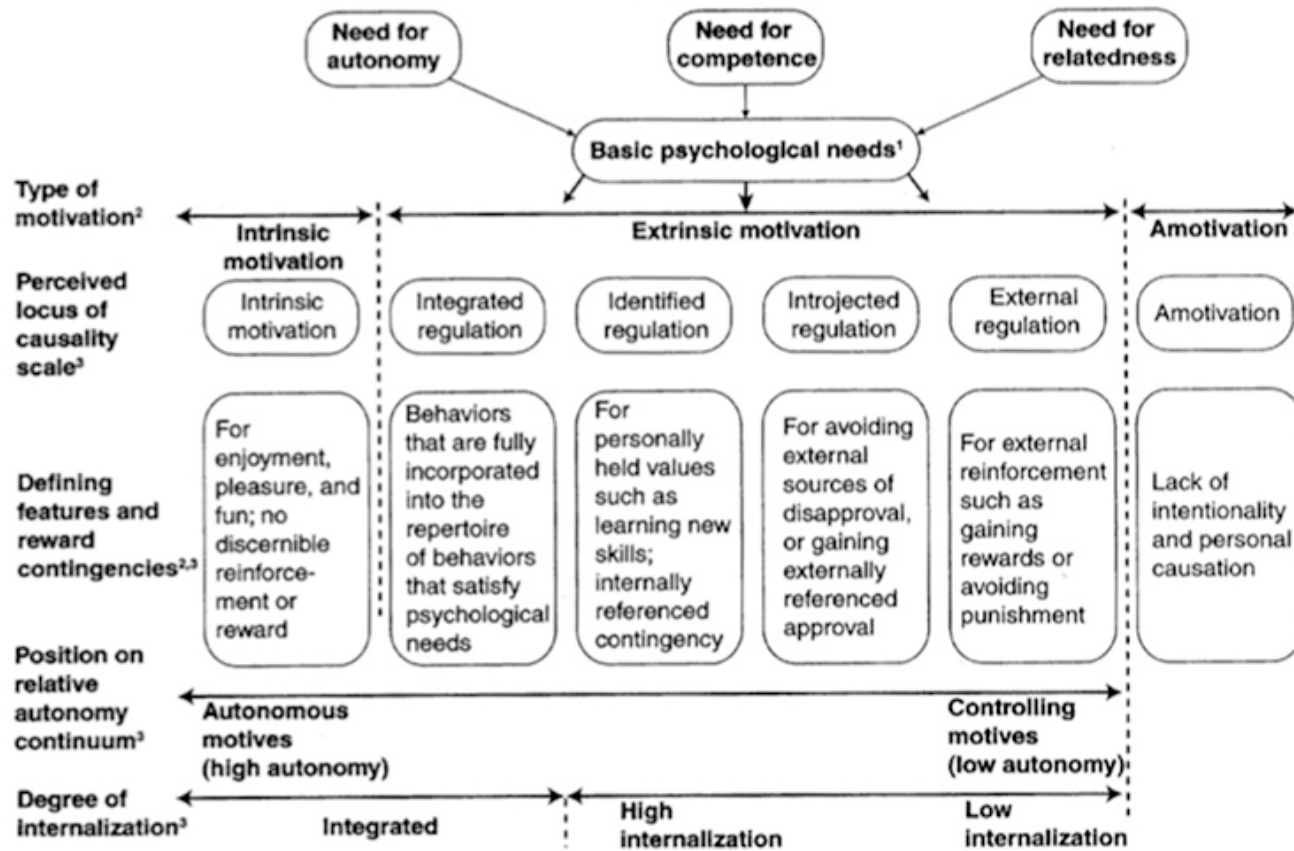 Need for
autonomy
Need for
competence
Need for
relatedness
Basic psychological needs¹
Type of
motivation²
Intrinsic
motivation
Extrinsic motivation
Amotivation
Perceived
locus of
causality
scale³
Intrinsic
motivation
Integrated
regulation
Identified
regulation
Introjected
regulation
External
regulation
Amotivation
Defining
features and
reward
contingencies²,³
For
enjoyment,
pleasure, and
fun; no
discernible
reinforce-
ment or
reward
Behaviors
that are fully
incorporated
into the
repertoire
of behaviors
that satisfy
psychological
needs
For
personally
held values
such as
learning new
skills;
internally
referenced
contingency
For avoiding
external
sources of
disapproval,
or gaining
externally
referenced
approval
For external
reinforcement
such as
gaining
rewards or
avoiding
punishment
Lack of
intentionality
and personal
causation
Position on
relative
autonomy
continuum³
Autonomous
motives
(high autonomy)
Controlling
motives
(low autonomy)
Degree of
internalization³
Integrated
High
internalization
Low
internalization